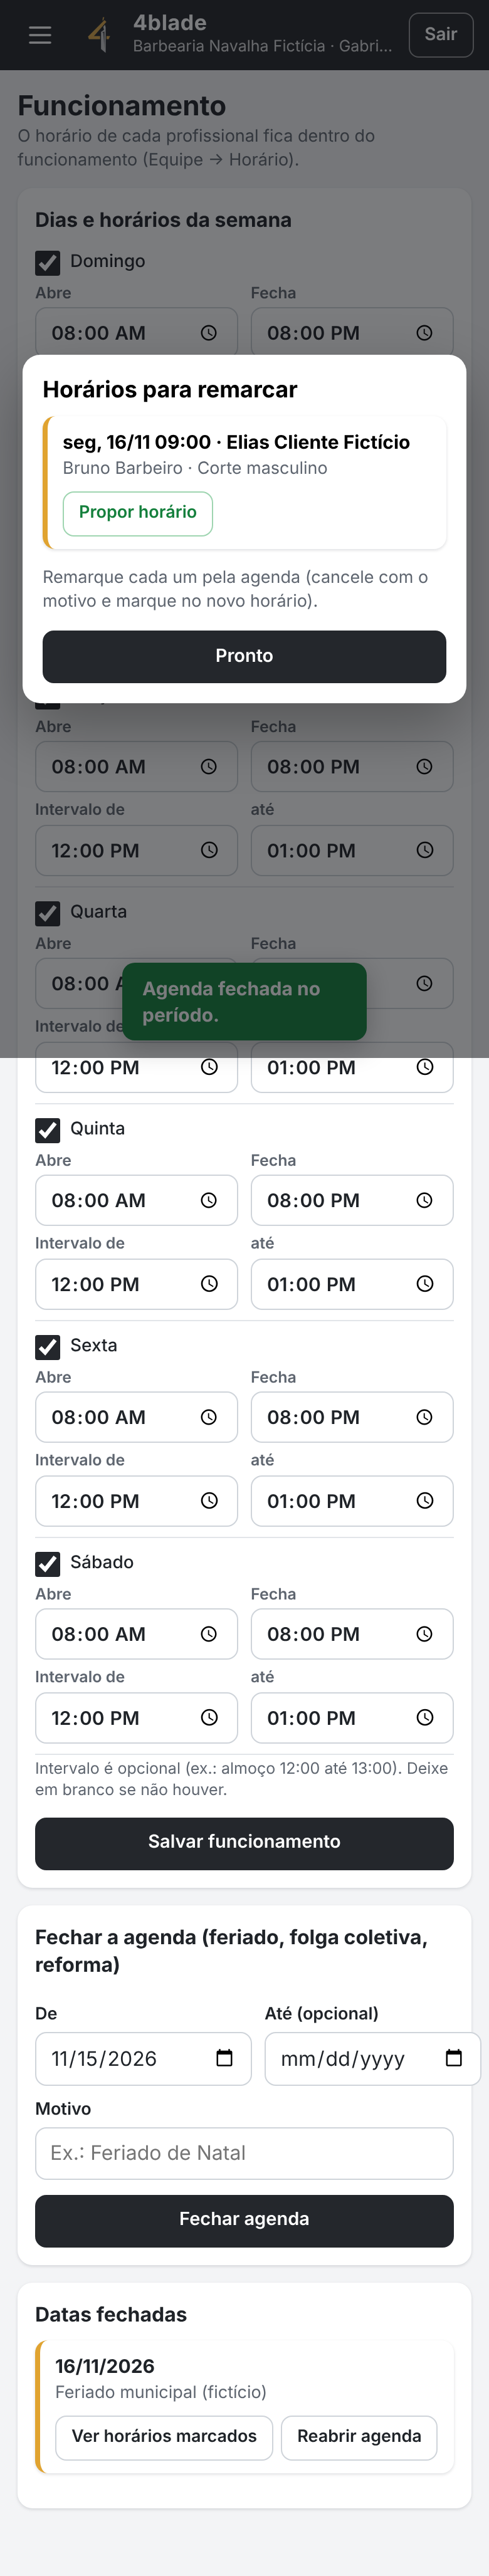 4blade
Barbearia Navalha Fictícia · Gabri...
Sair
Funcionamento
O horário de cada profissional fica dentro do
funcionamento (Equipe → Horário).
Dias e horários da semana
Domingo
Abre
Fecha
08:00 AM
08:00 PM
Horários para remarcar
seg, 16/11 09:00 · Elias Cliente Fictício
Bruno Barbeiro · Corte masculino
Propor horário
Remarque cada um pela agenda (cancele com o
motivo e marque no novo horário).
Pronto
Abre
Fecha
08:00 AM
08:00 PM
Intervalo de
até
12:00 PM
01:00 PM
Quarta
Abre
Fecha
08:00 A
Agenda fechada no
período.
Intervalo de
12:00 PM
01:00 PM
Quinta
Abre
Fecha
08:00 AM
08:00 PM
Intervalo de
até
12:00 PM
01:00 PM
Sexta
Abre
Fecha
08:00 AM
08:00 PM
Intervalo de
até
12:00 PM
01:00 PM
Sábado
Abre
Fecha
08:00 AM
08:00 PM
Intervalo de
até
12:00 PM
01:00 PM
Intervalo é opcional (ex.: almoço 12:00 até 13:00). Deixe
em branco se não houver.
Salvar funcionamento
Fechar a agenda (feriado, folga coletiva,
reforma)
De
Até (opcional)
11/15/2026
mm/dd/yyyy
Motivo
Ex.: Feriado de Natal
Fechar agenda
Datas fechadas
16/11/2026
Feriado municipal (fictício)
Ver horários marcados
Reabrir agenda